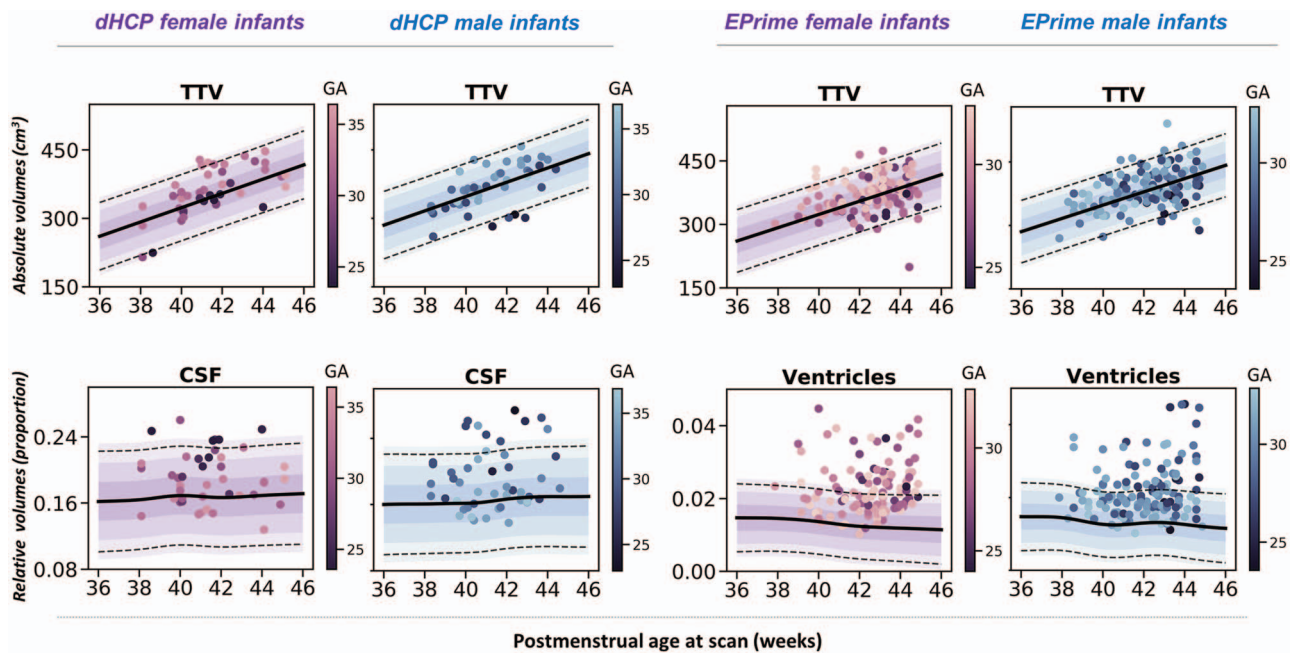 dHCP female infants
dHCP male infants
EPrime female infants
EPrime male infants
Absolute volumes (cm³)
TTV
GA
450
300
150
36 38 40 42 44 46
35
30
25
TTV
GA
36 38 40 42 44 46
35
30
25
TTV
GA
450
300
150
36 38 40 42 44 46
30
25
TTV
GA
36 38 40 42 44 46
30
25
Relative volumes (proportion)
CSF
GA
0.24
0.16
0.08
36 38 40 42 44 46
35
30
25
CSF
GA
36 38 40 42 44 46
35
30
25
Ventricles
GA
0.04
0.02
0.00
36 38 40 42 44 46
30
25
Ventricles
GA
36 38 40 42 44 46
30
25
Postmenstrual age at scan (weeks)